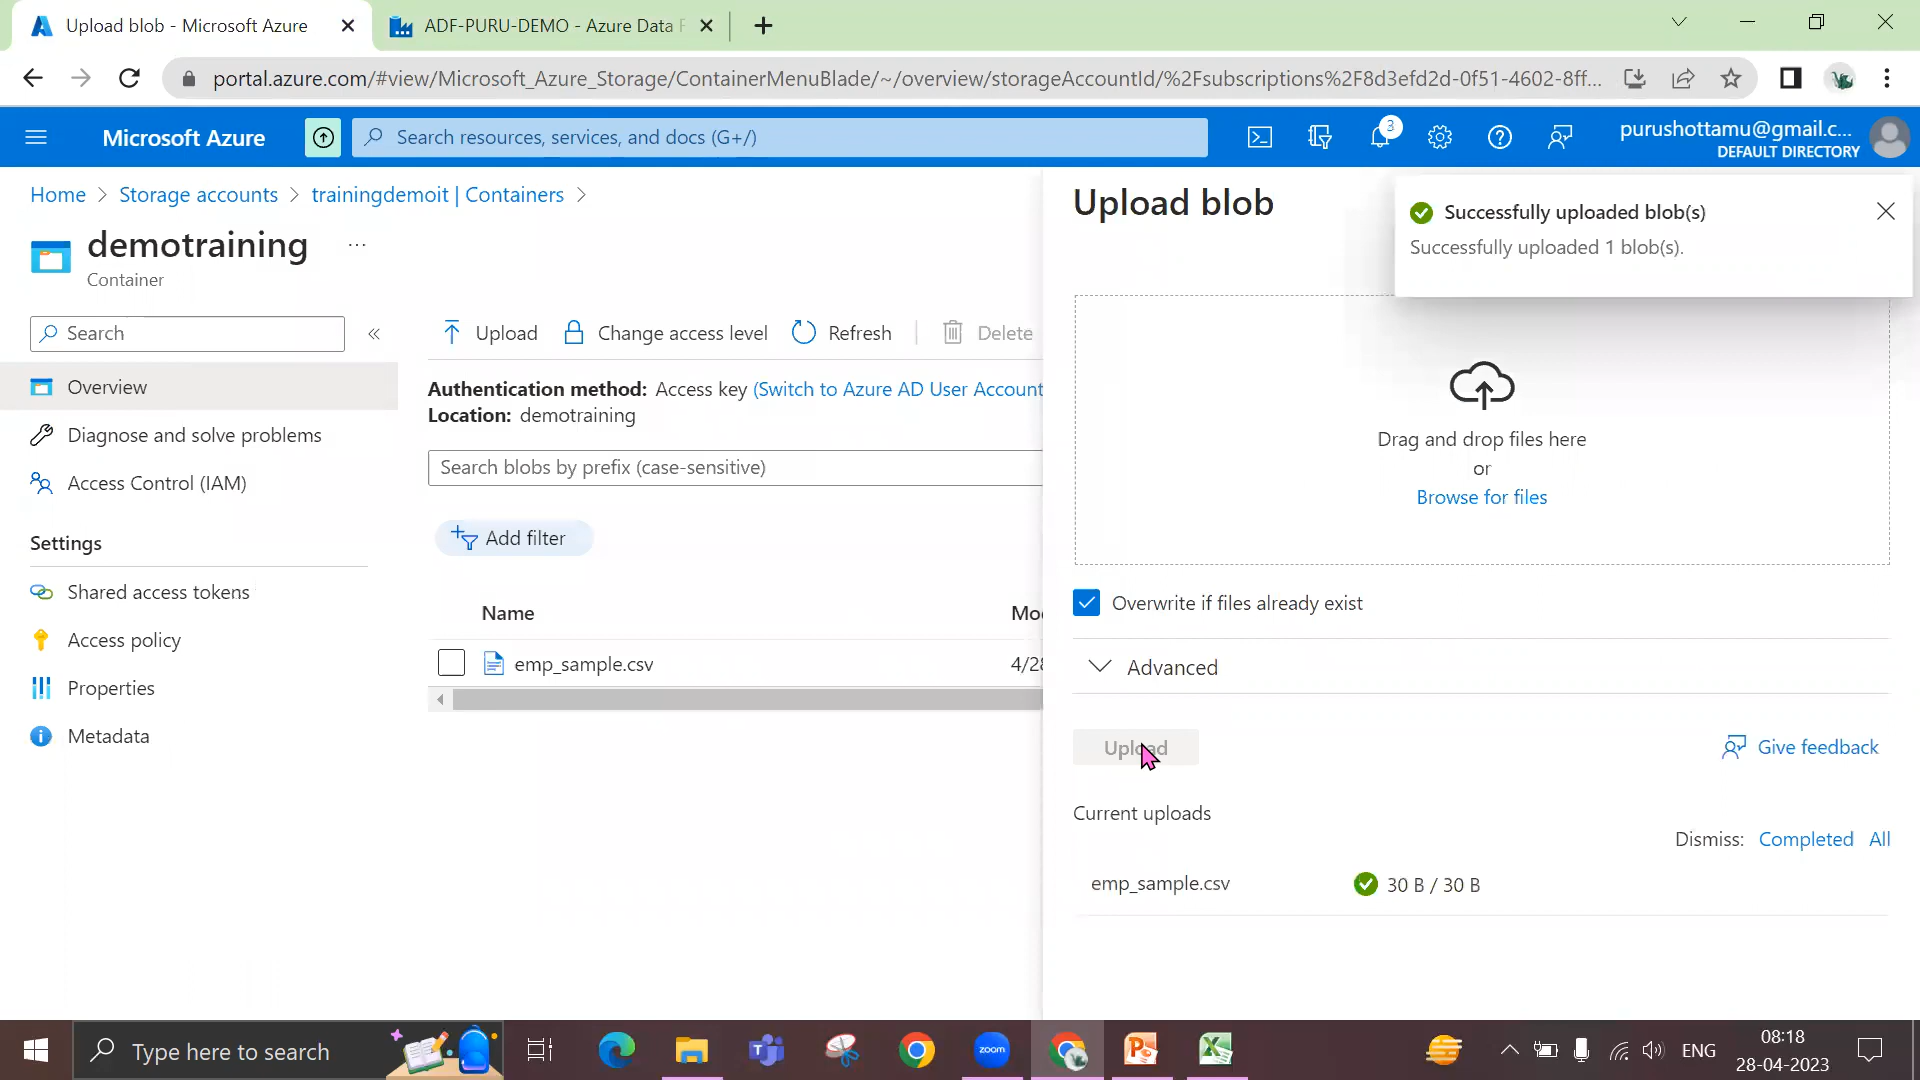 Upload blob - Microsoft Azure
ADF-PURU-DEMO - Azure Data F
portal.azure.com/#view/Microsoft_Azure_Storage/ContainerMenuBlade/~/overview/storageAccountId/%2Fsubscriptions%2F8d3efd2d-0f51-4602-8ff...
Microsoft Azure
Search resources, services, and docs (G+/)
3
purushottamu@gmail.c...
DEFAULT DIRECTORY
Home > Storage accounts > trainingdemoit | Containers >
demotraining ...
Container
Search
«
Overview
Diagnose and solve problems
Access Control (IAM)
Settings
Shared access tokens
Access policy
Properties
Metadata
Upload
Change access level
Refresh
Delete
Authentication method: Access key (Switch to Azure AD User Account
Location: demotraining
Search blobs by prefix (case-sensitive)
Add filter
Name
Mod
emp_sample.csv
4/28
Upload blob
Successfully uploaded blob(s)
Successfully uploaded 1 blob(s).
Drag and drop files here
or
Browse for files
Overwrite if files already exist
Advanced
Upload
Give feedback
Current uploads
Dismiss: Completed All
emp_sample.csv
30 B / 30 B
Type here to search
zoom
ENG
08:18
28-04-2023